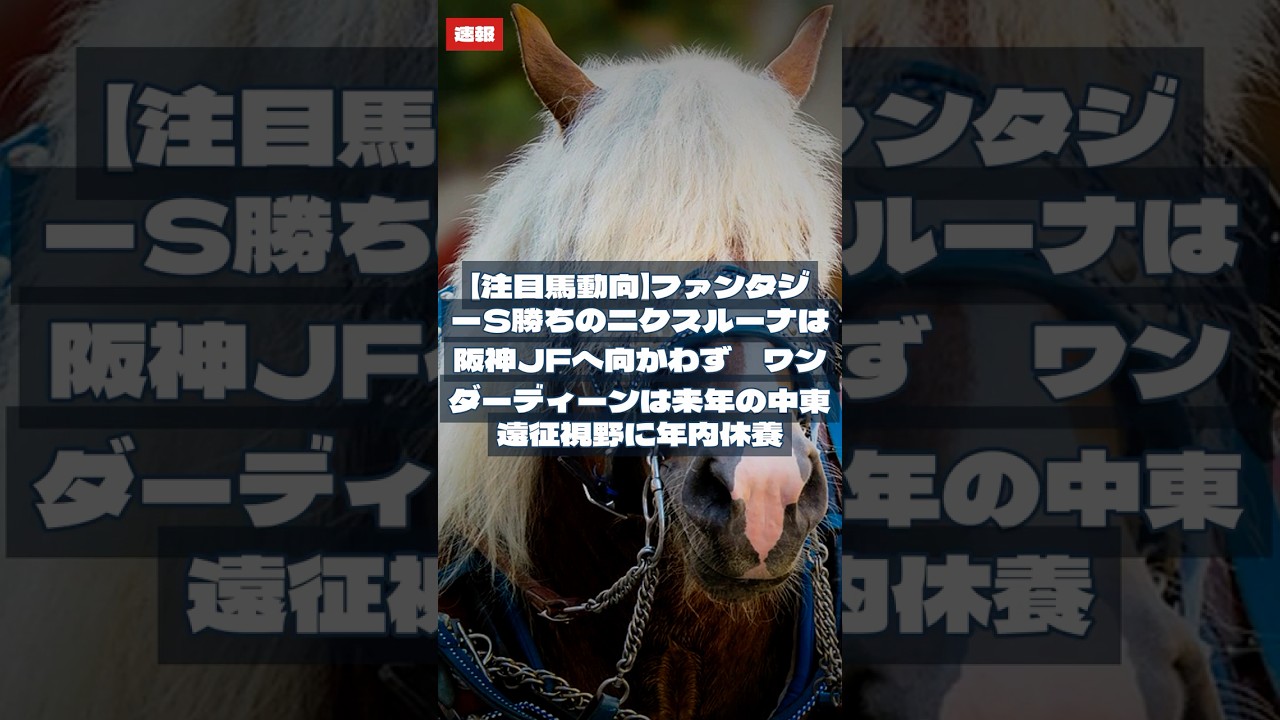 速報
【注目馬動向】ファンタジ
ーS勝ちのニクスルーナは
阪神JFへ向かわず　ワン
ダーディーンは来年の中東
遠征視野に年内休養